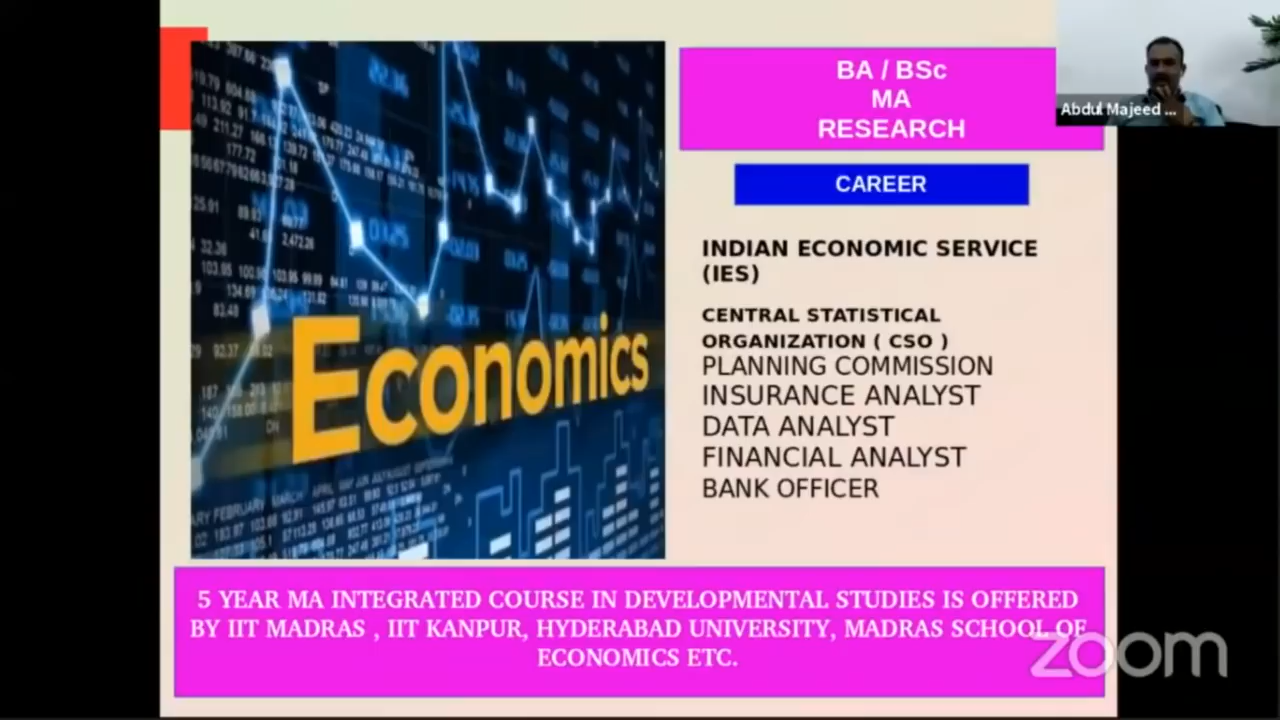 BA / BSc
MA
RESEARCH
Abdul Majeed ...
CAREER
INDIAN ECONOMIC SERVICE
(IES)
CENTRAL STATISTICAL
ORGANIZATION ( CSO )
PLANNING COMMISSION
INSURANCE ANALYST
DATA ANALYST
FINANCIAL ANALYST
BANK OFFICER
Economics
5 YEAR MA INTEGRATED COURSE IN DEVELOPMENTAL STUDIES IS OFFERED
BY IIT MADRAS , IIT KANPUR, HYDERABAD UNIVERSITY, MADRAS SCHOOL OF
ECONOMICS ETC.
zoom